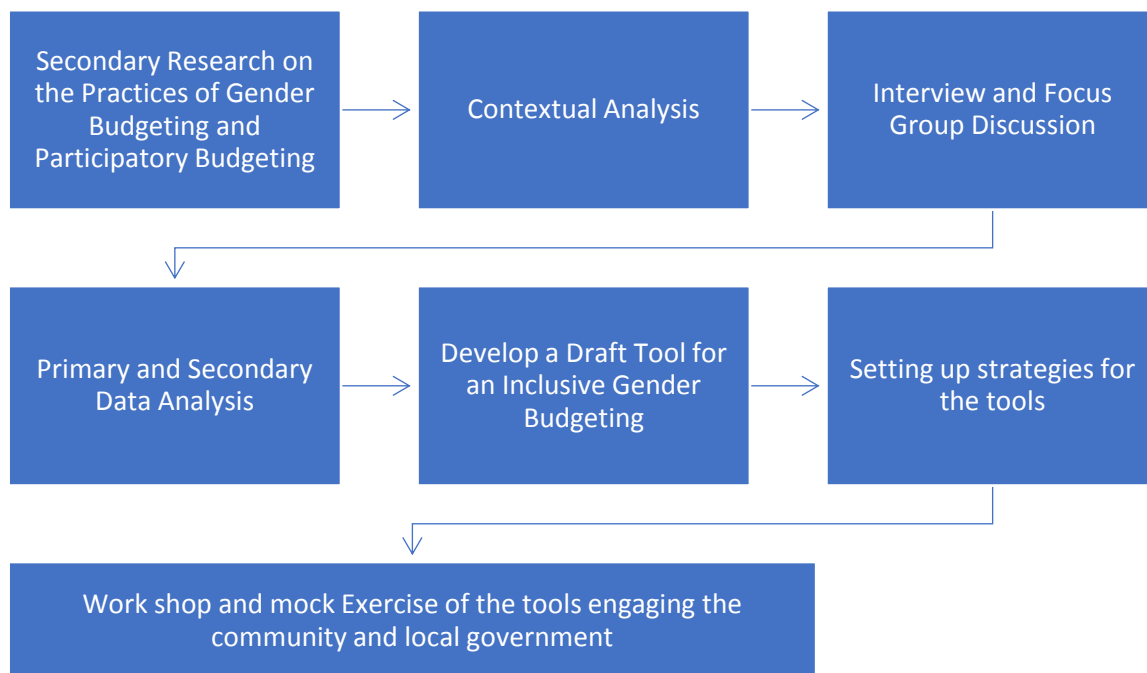 Secondary Research on
the Practices of Gender
Budgeting and
Participatory Budgeting
Contextual Analysis
Interview and Focus
Group Discussion
Primary and Secondary
Data Analysis
Develop a Draft Tool for
an Inclusive Gender
Budgeting
Setting up strategies for
the tools
Work shop and mock Exercise of the tools engaging the
community and local government